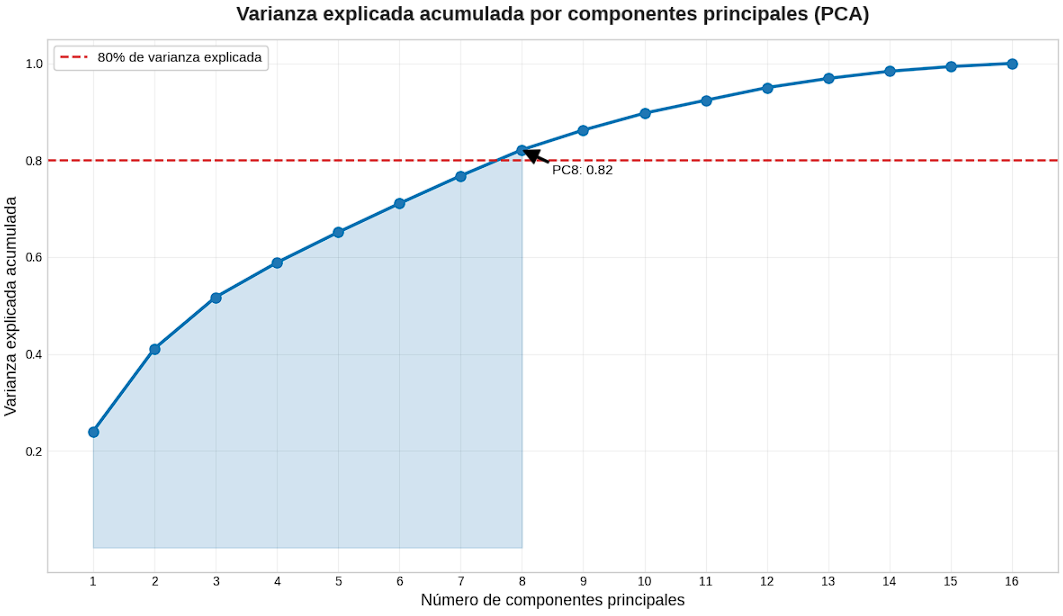 Varianza explicada acumulada por componentes principales (PCA)
80% de varianza explicada
1.0
0.8
0.6
0.4
0.2
Varianza explicada acumulada
PC8: 0.82
1 2 3 4 5 6 7 8 9 10 11 12 13 14 15 16
Número de componentes principales